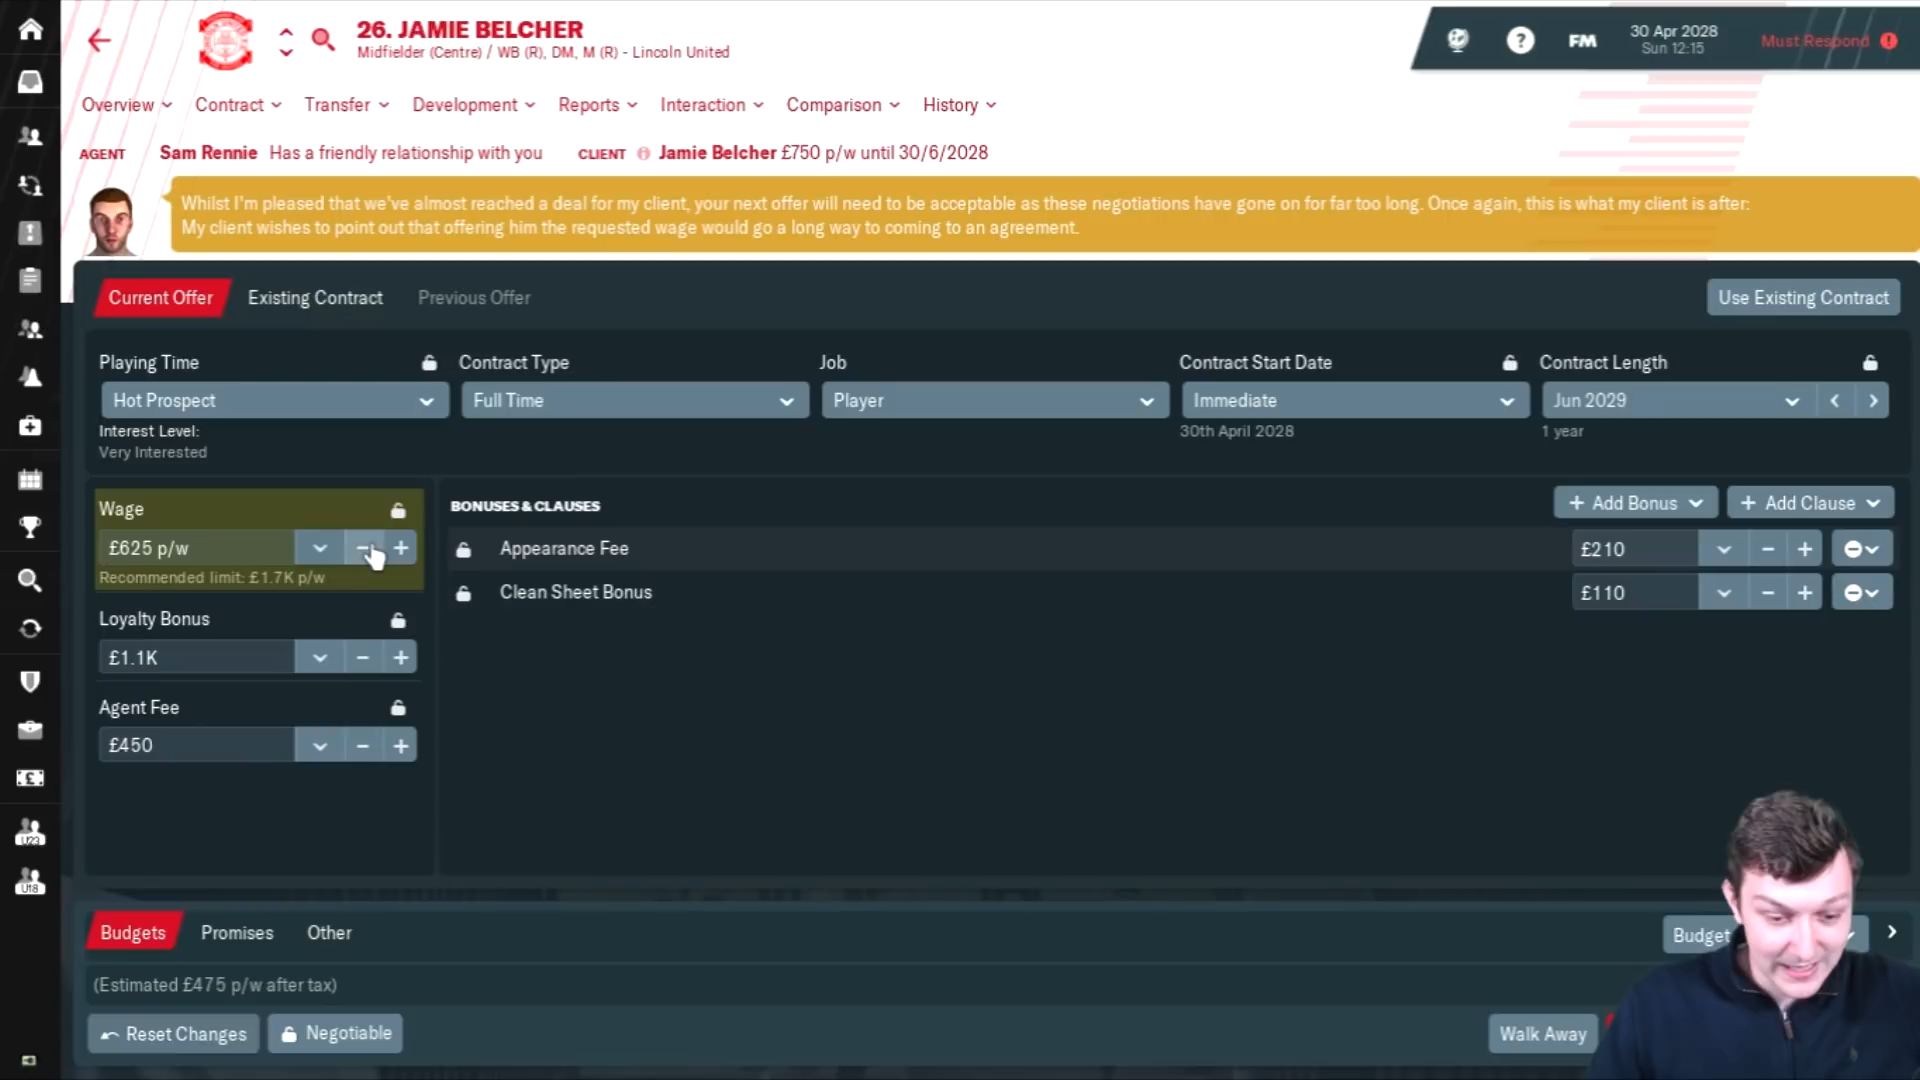 26. JAMIE BELCHER
Midfielder (Centre) / WB (R), DM, M (R) - Lincoln United
FM
30 Apr 2028
Sun 12:15
Must Respond
Overview Contract Transfer Development Reports Interaction Comparison History
AGENT Sam Rennie Has a friendly relationship with you CLIENT Jamie Belcher £750 p/w until 30/6/2028
Whilst I'm pleased that we've almost reached a deal for my client, your next offer will need to be acceptable as these negotiations have gone on for far too long. Once again, this is what my client is after:
My client wishes to point out that offering him the requested wage would go a long way to coming to an agreement.
Current Offer Existing Contract Previous Offer Use Existing Contract
Playing Time Contract Type Job Contract Start Date Contract Length
Hot Prospect Full Time Player Immediate Jun 2029
Interest Level: 30th April 2028 1 year
Very Interested
Wage
£625 p/w
Recommended limit: £1.7K p/w
Loyalty Bonus
£1.1K
Agent Fee
£450
BONUSES & CLAUSES + Add Bonus + Add Clause
Appearance Fee £210
Clean Sheet Bonus £110
U23
U18
Budgets Promises Other Budget
(Estimated £475 p/w after tax)
Reset Changes Negotiable Walk Away